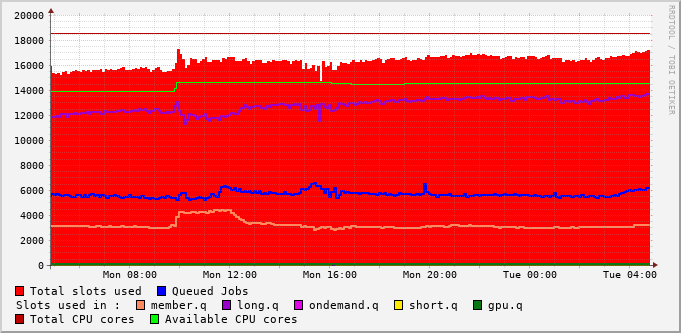 20000
18000
16000
14000
12000
10000
8000
6000
4000
2000
0
Mon 08:00 Mon 12:00 Mon 16:00 Mon 20:00 Tue 00:00 Tue 04:00
RRDTOOL / TOBI OETIKER
Total slots used Queued Jobs
Slots used in : member.q long.q ondemand.q short.q gpu.q
Total CPU cores Available CPU cores